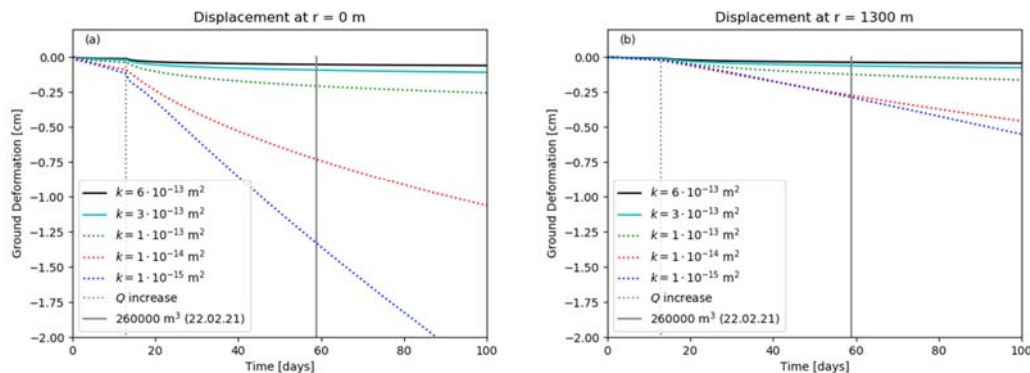 Displacement at r = 0 m
(a)
0.00
−0.25
−0.50
−0.75
−1.00
−1.25
−1.50
−1.75
−2.00
Ground Deformation [cm]
k = 6 · 10⁻¹³ m²
k = 3 · 10⁻¹³ m²
k = 1 · 10⁻¹³ m²
k = 1 · 10⁻¹⁴ m²
k = 1 · 10⁻¹⁵ m²
Q increase
260000 m³ (22.02.21)
0 20 40 60 80 100
Time [days]
Displacement at r = 1300 m
(b)
0.00
−0.25
−0.50
−0.75
−1.00
−1.25
−1.50
−1.75
−2.00
Ground Deformation [cm]
k = 6 · 10⁻¹³ m²
k = 3 · 10⁻¹³ m²
k = 1 · 10⁻¹³ m²
k = 1 · 10⁻¹⁴ m²
k = 1 · 10⁻¹⁵ m²
Q increase
260000 m³ (22.02.21)
0 20 40 60 80 100
Time [days]